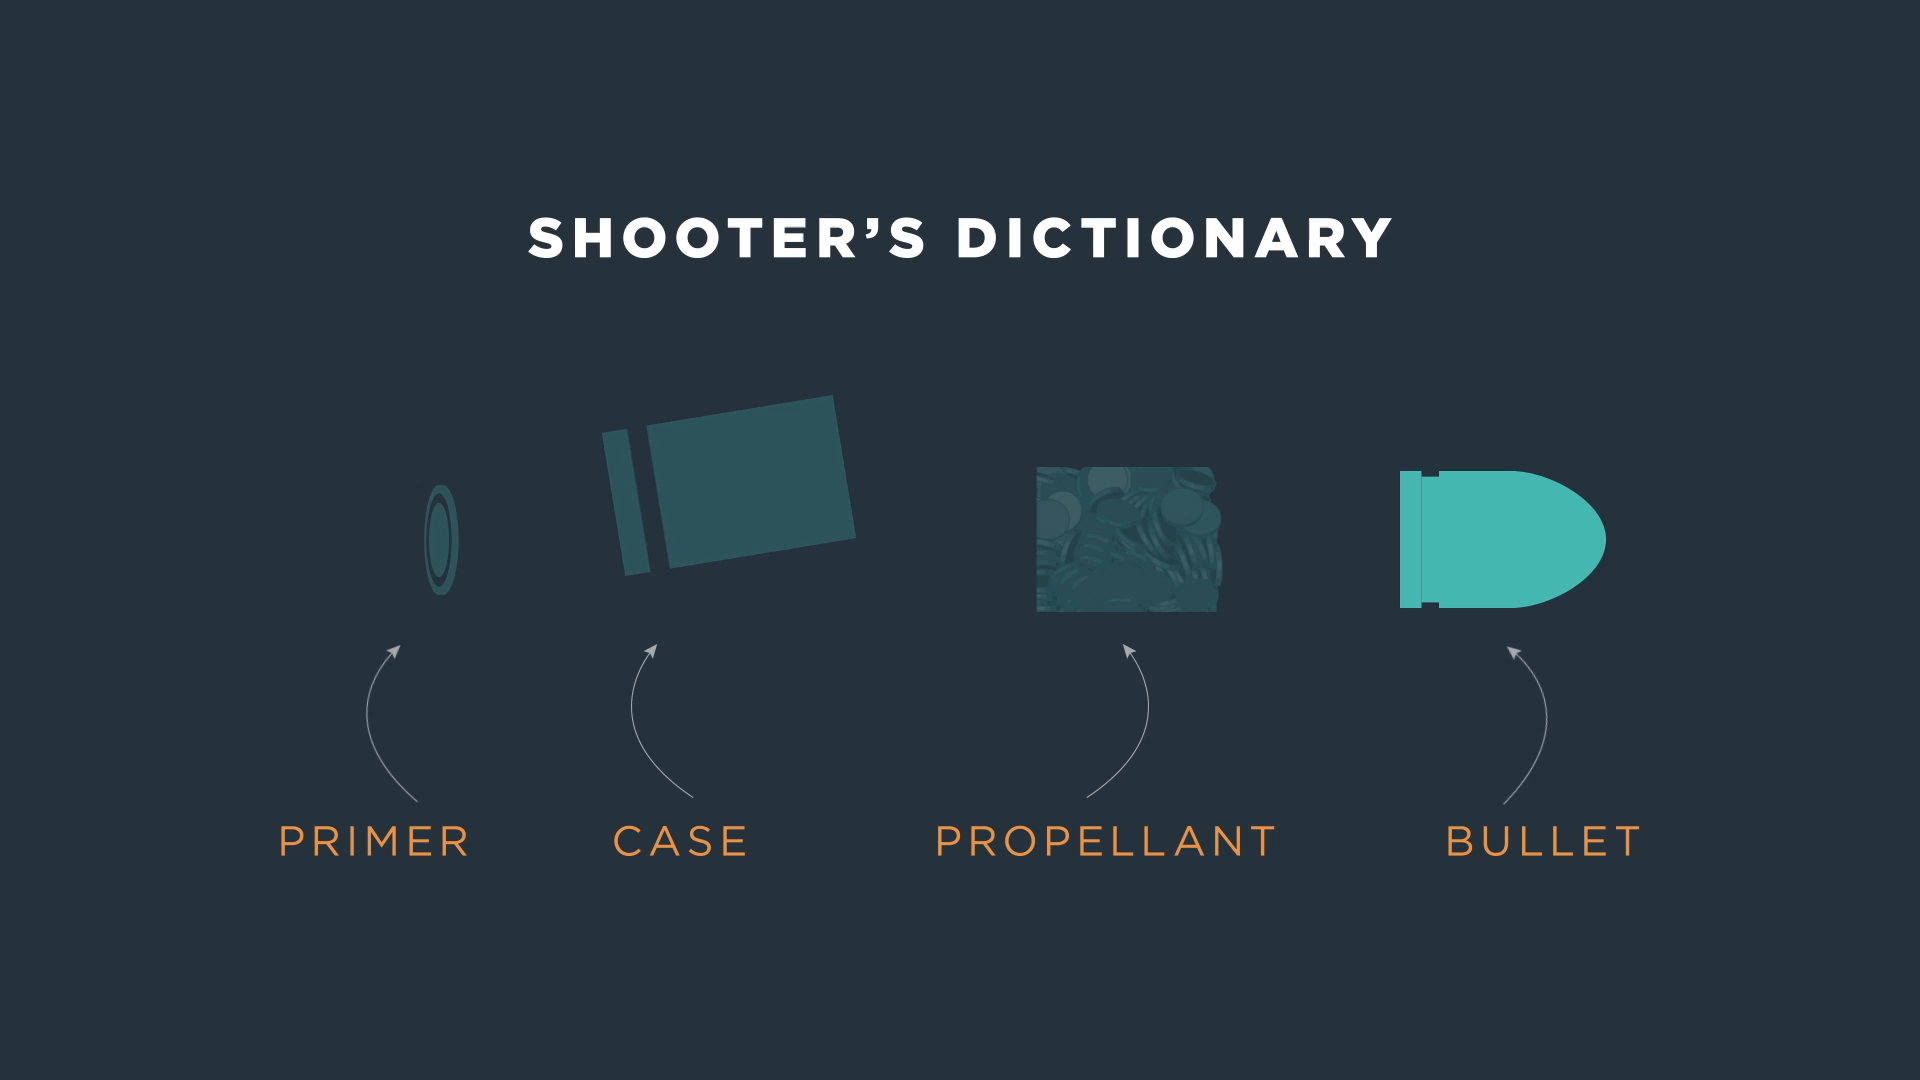 SHOOTER’S DICTIONARY
PRIMER
CASE
PROPELLANT
BULLET